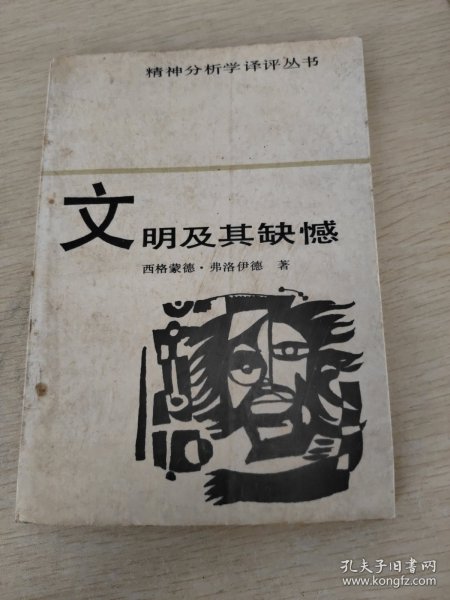 精神分析学译评丛书
文明及其缺憾
西格蒙德·弗洛伊德 著
孔夫子旧书网
www.kongfz.com